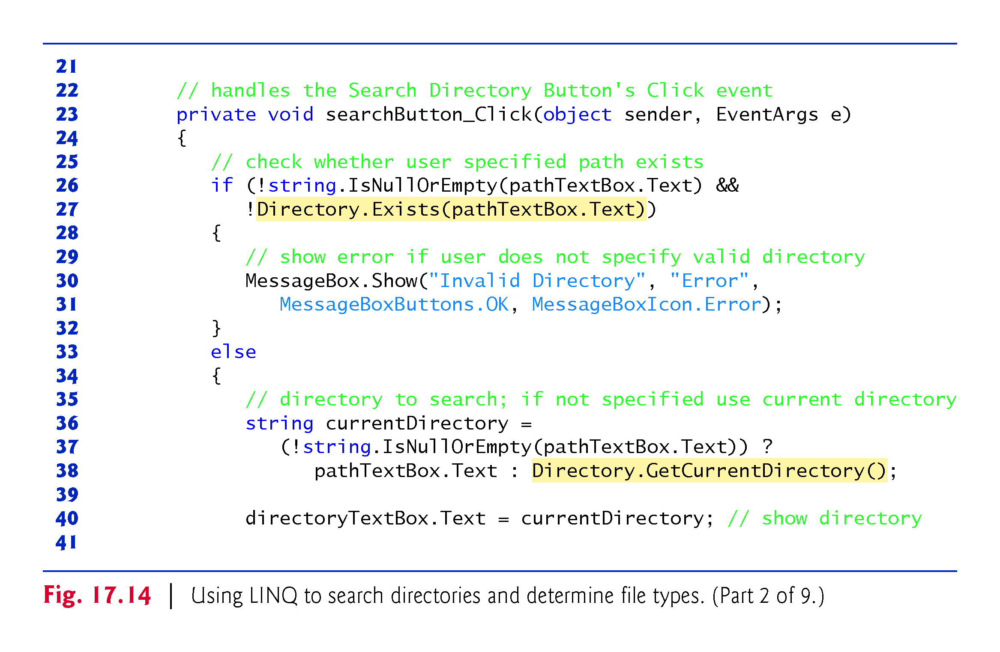 21
22 // handles the Search Directory Button's Click event
23 private void searchButton_Click(object sender, EventArgs e)
24 {
25 // check whether user specified path exists
26 if (!string.IsNullOrEmpty(pathTextBox.Text) &&
27 !Directory.Exists(pathTextBox.Text))
28 {
29 // show error if user does not specify valid directory
30 MessageBox.Show("Invalid Directory", "Error",
31 MessageBoxButtons.OK, MessageBoxIcon.Error);
32 }
33 else
34 {
35 // directory to search; if not specified use current directory
36 string currentDirectory =
37 (!string.IsNullOrEmpty(pathTextBox.Text)) ?
38 pathTextBox.Text : Directory.GetCurrentDirectory();
39
40 directoryTextBox.Text = currentDirectory; // show directory
41
Fig. 17.14 | Using LINQ to search directories and determine file types. (Part 2 of 9.)